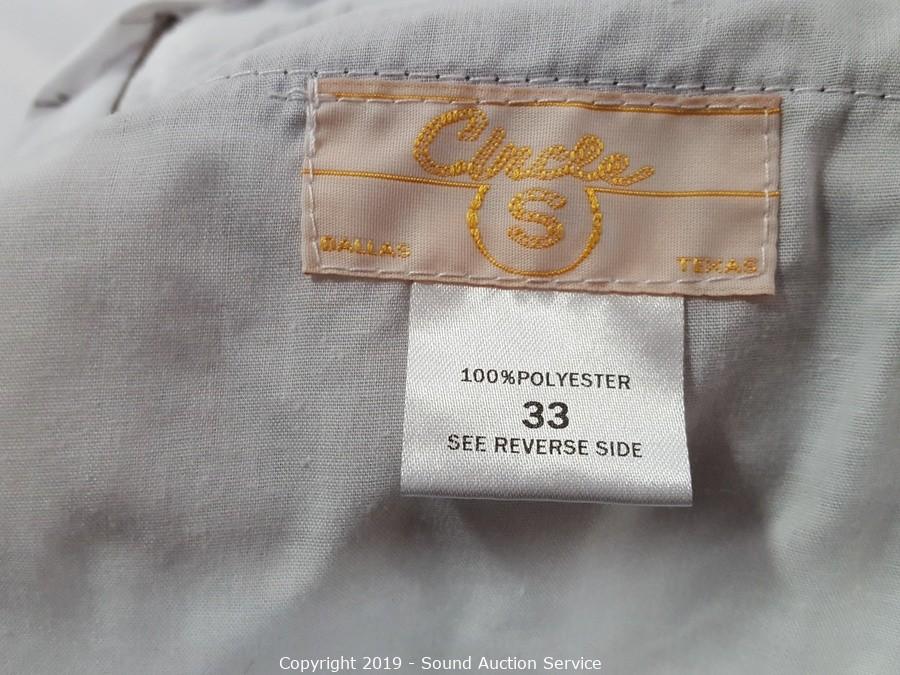 Circle
S
DALLAS TEXAS
100%POLYESTER
33
SEE REVERSE SIDE
Copyright 2019 - Sound Auction Service